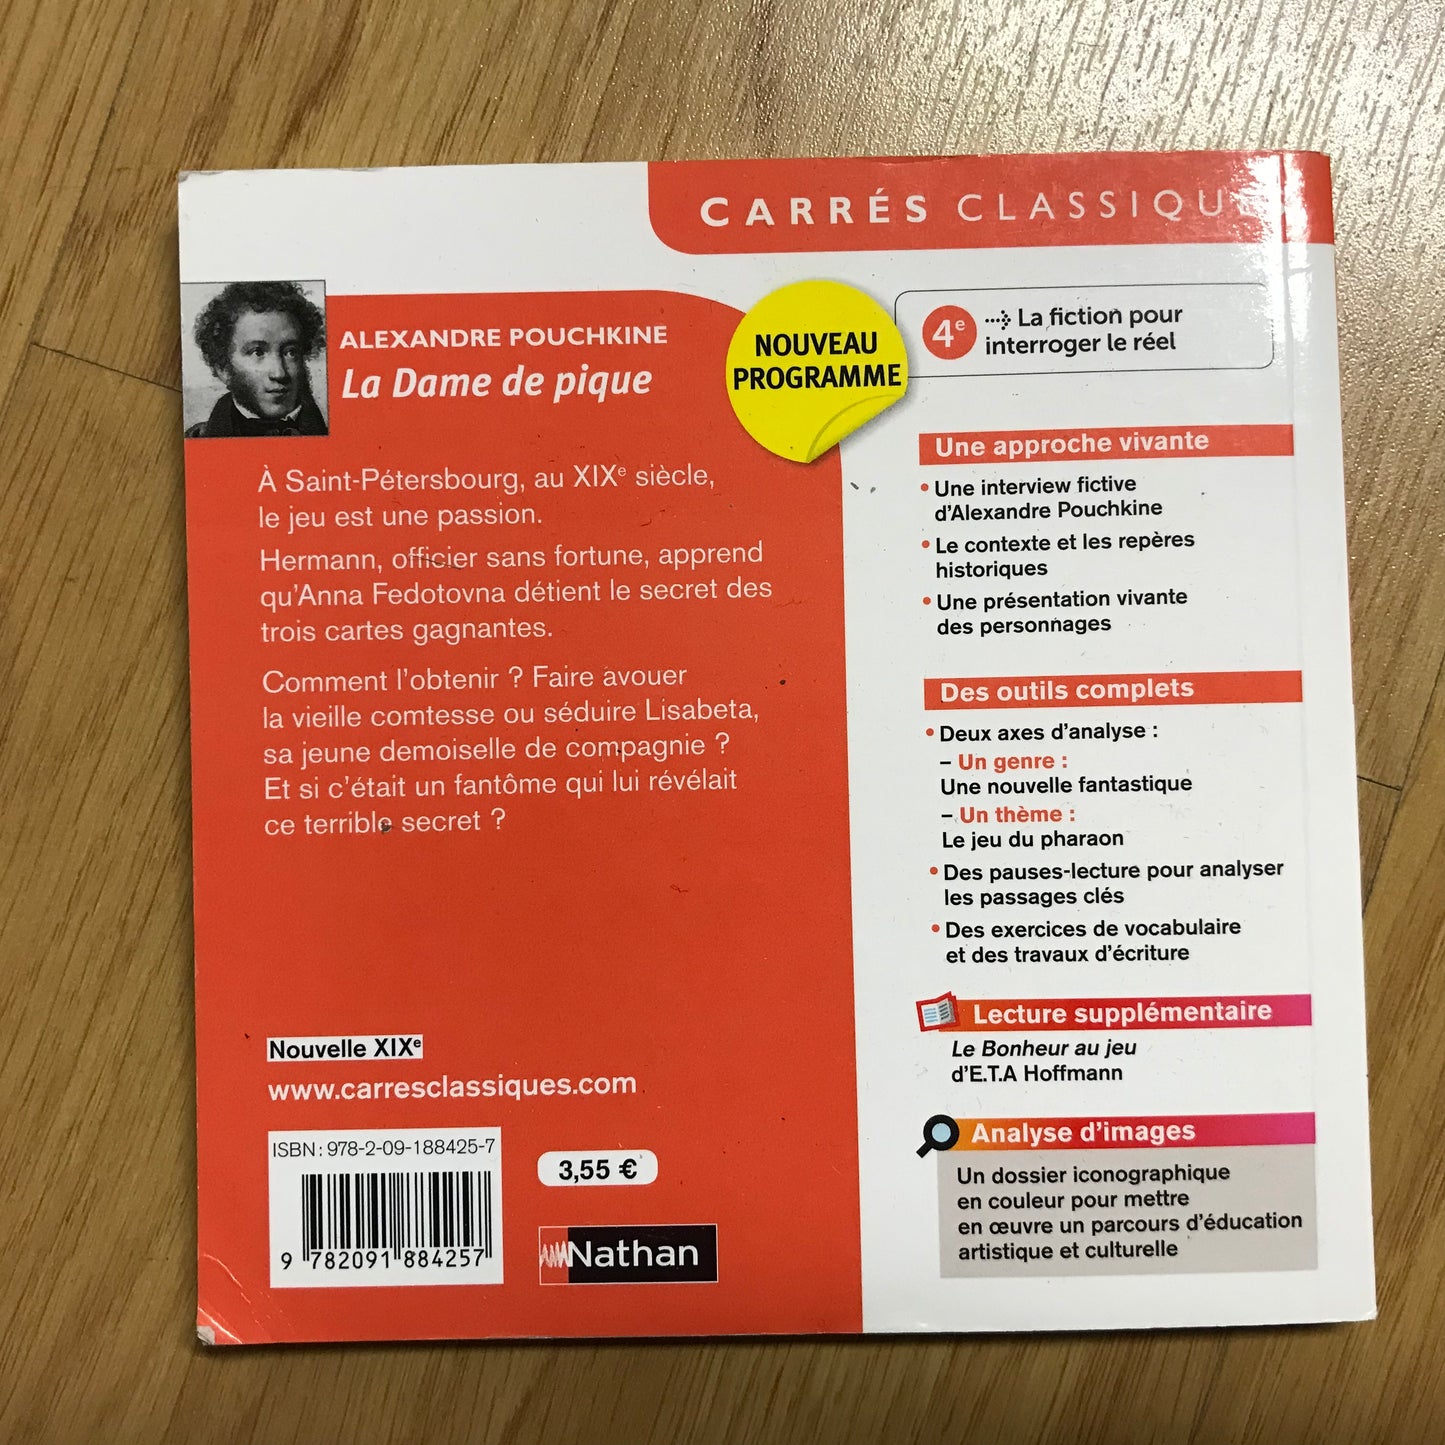 CARRÉS CLASSIQUES
ALEXANDRE POUCHKINE
La Dame de pique
NOUVEAU
PROGRAMME
4e
La fiction pour
interroger le réel
À Saint-Pétersbourg, au XIXe siècle,
le jeu est une passion.
Hermann, officier sans fortune, apprend
qu'Anna Fedotovna détient le secret des
trois cartes gagnantes.
Comment l'obtenir ? Faire avouer
la vieille comtesse ou séduire Lisabeta,
sa jeune demoiselle de compagnie ?
Et si c'était un fantôme qui lui révélait
ce terrible secret ?
Nouvelle XIXe
www.carresclassiques.com
ISBN : 978-2-09-188425-7
9 782091 884257
3,55 €
Nathan
Une approche vivante
• Une interview fictive
d'Alexandre Pouchkine
• Le contexte et les repères
historiques
• Une présentation vivante
des personnages
Des outils complets
• Deux axes d'analyse :
– Un genre :
Une nouvelle fantastique
– Un thème :
Le jeu du pharaon
• Des pauses-lecture pour analyser
les passages clés
• Des exercices de vocabulaire
et des travaux d'écriture
Lecture supplémentaire
Le Bonheur au jeu
d'E.T.A Hoffmann
Analyse d'images
Un dossier iconographique
en couleur pour mettre
en œuvre un parcours d'éducation
artistique et culturelle